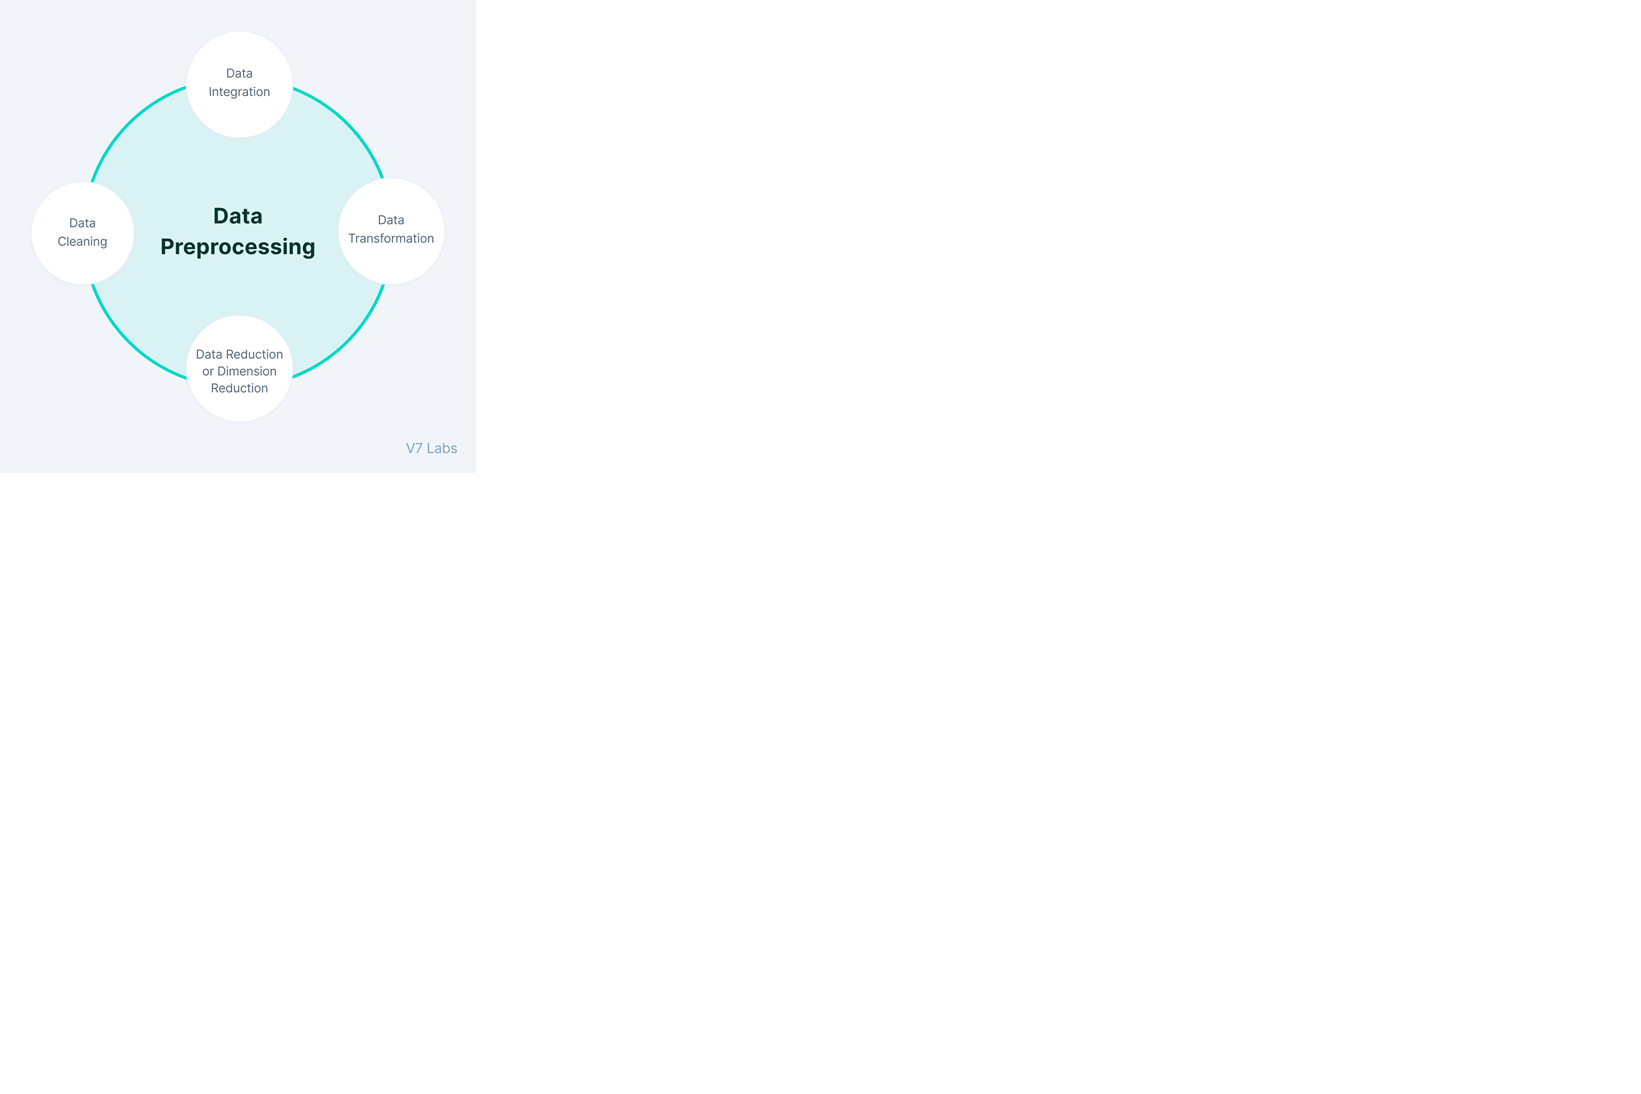 Data
Integration
Data
Cleaning
Data
Preprocessing
Data
Transformation
Data Reduction
or Dimension
Reduction
V7 Labs